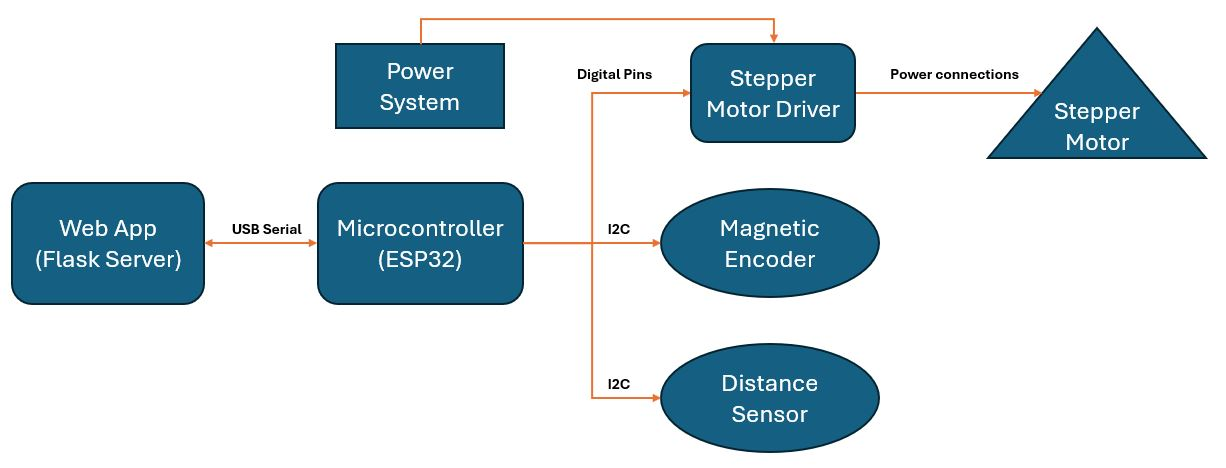 Power
System
Digital Pins
Stepper
Motor Driver
Power connections
Stepper
Motor
Web App
(Flask Server)
USB Serial
Microcontroller
(ESP32)
I2C
Magnetic
Encoder
I2C
Distance
Sensor